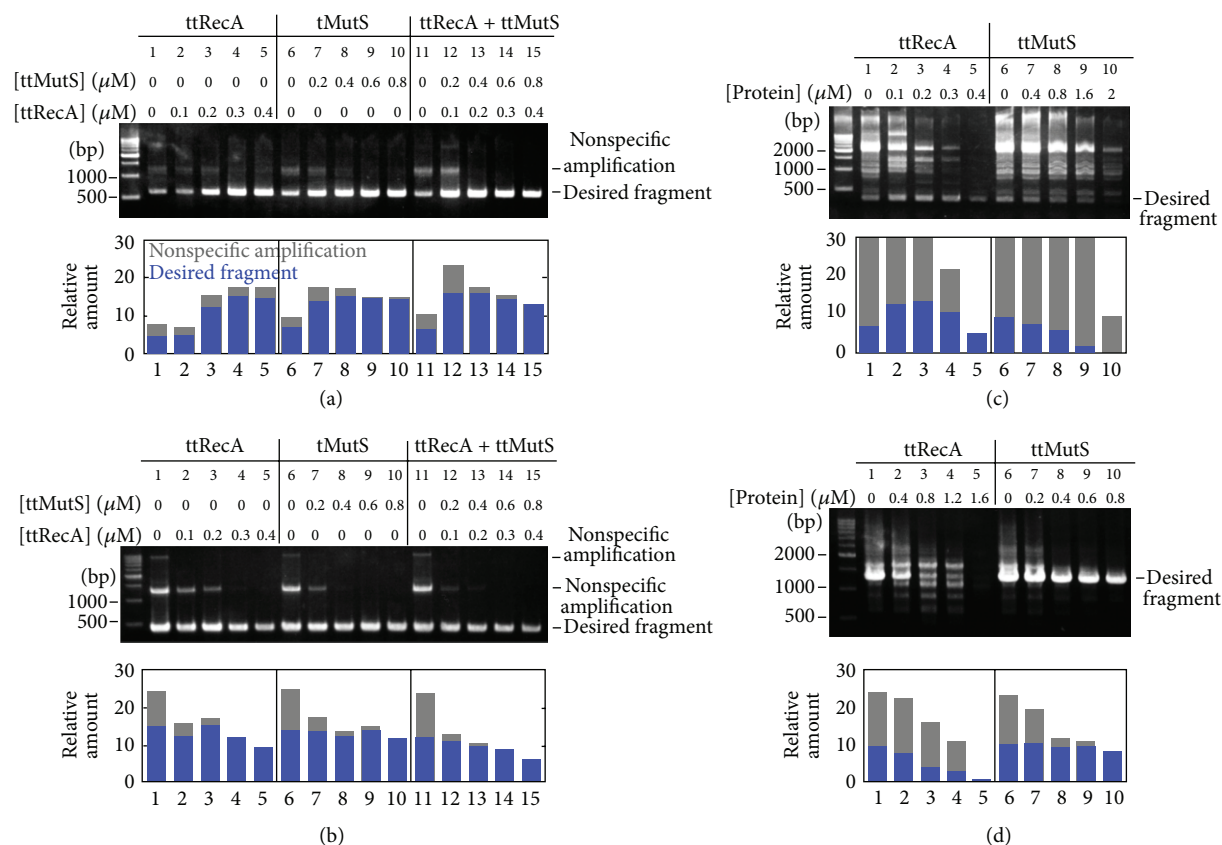 ttRecA tMutS ttRecA + ttMutS
1 2 3 4 5 6 7 8 9 10 11 12 13 14 15
[ttMutS] (μM) 0 0 0 0 0 0 0.2 0.4 0.6 0.8 0 0.2 0.4 0.6 0.8
[ttRecA] (μM) 0 0.1 0.2 0.3 0.4 0 0 0 0 0 0 0.1 0.2 0.3 0.4
(bp)
Nonspecific
amplification
1000
500
Desired fragment
30
20
10
0
Relative
amount
Nonspecific amplification
Desired fragment
1 2 3 4 5 6 7 8 9 10 11 12 13 14 15
(a)
ttRecA tMutS ttRecA + ttMutS
1 2 3 4 5 6 7 8 9 10 11 12 13 14 15
[ttMutS] (μM) 0 0 0 0 0 0 0.2 0.4 0.6 0.8 0 0.2 0.4 0.6 0.8
[ttRecA] (μM) 0 0.1 0.2 0.3 0.4 0 0 0 0 0 0 0.1 0.2 0.3 0.4
Nonspecific
amplification
(bp)
Nonspecific
amplification
1000
500
Desired fragment
30
20
10
0
Relative
amount
1 2 3 4 5 6 7 8 9 10 11 12 13 14 15
(b)
ttRecA ttMutS
1 2 3 4 5 6 7 8 9 10
[Protein] (μM) 0 0.1 0.2 0.3 0.4 0 0.4 0.8 1.6 2
(bp)
2000
1000
500
Desired
fragment
30
20
10
0
Relative
amount
1 2 3 4 5 6 7 8 9 10
(c)
ttRecA ttMutS
1 2 3 4 5 6 7 8 9 10
[Protein] (μM) 0 0.4 0.8 1.2 1.6 0 0.2 0.4 0.6 0.8
(bp)
2000
1000
500
Desired
fragment
30
20
10
0
Relative
amount
1 2 3 4 5 6 7 8 9 10
(d)